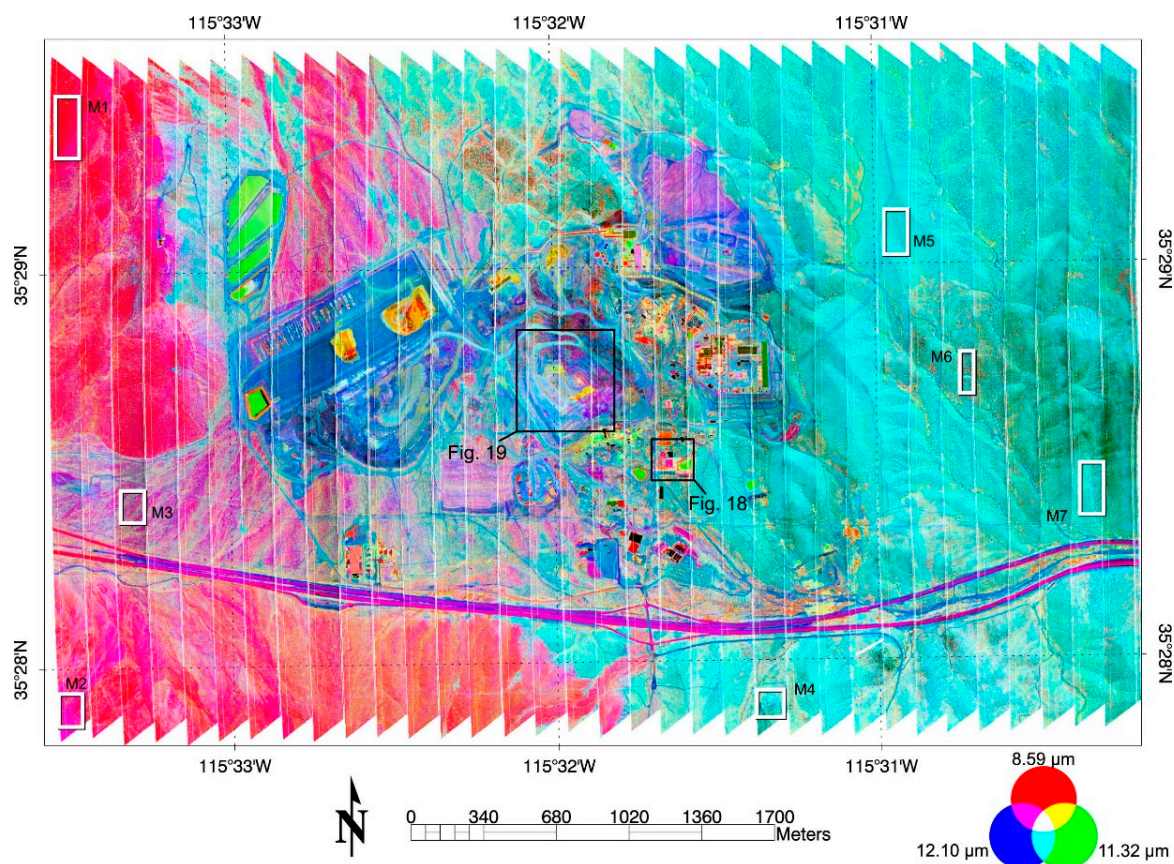 115°33'W 115°32'W 115°31'W
M1
M5
35°29'N
35°29'N
M6
Fig. 19
Fig. 18
M3
M7
35°28'N
35°28'N
M2
M4
115°33'W 115°32'W 115°31'W
8.59 µm
N
0 340 680 1020 1360 1700
Meters
12.10 µm
11.32 µm